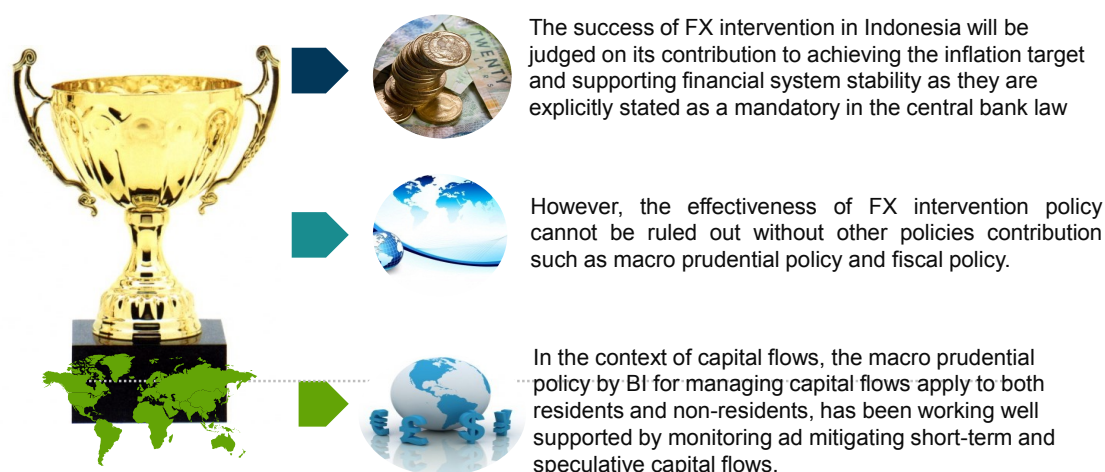 The success of FX intervention in Indonesia will be
judged on its contribution to achieving the inflation target
and supporting financial system stability as they are
explicitly stated as a mandatory in the central bank law
However, the effectiveness of FX intervention policy
cannot be ruled out without other policies contribution
such as macro prudential policy and fiscal policy.
In the context of capital flows, the macro prudential
policy by BI for managing capital flows apply to both
residents and non-residents, has been working well
supported by monitoring ad mitigating short-term and
speculative capital flows.
TWENTY